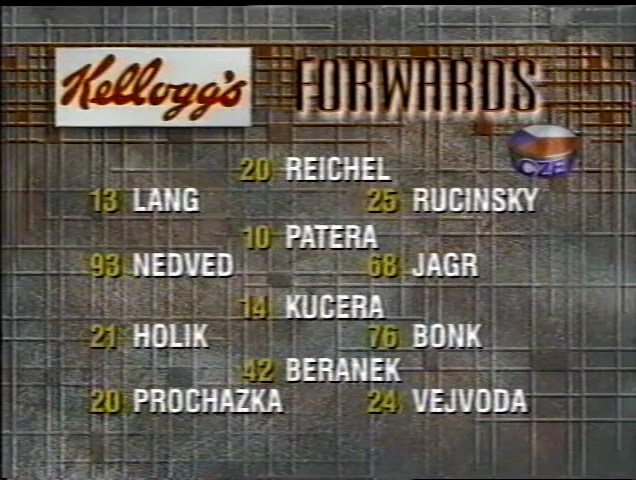 Kellogg's FORWARDS
CZE
20 REICHEL
13 LANG 25 RUCINSKY
10 PATERA
93 NEDVED 68 JAGR
14 KUCERA
21 HOLIK 76 BONK
42 BERANEK
20 PROCHAZKA 24 VEJVODA